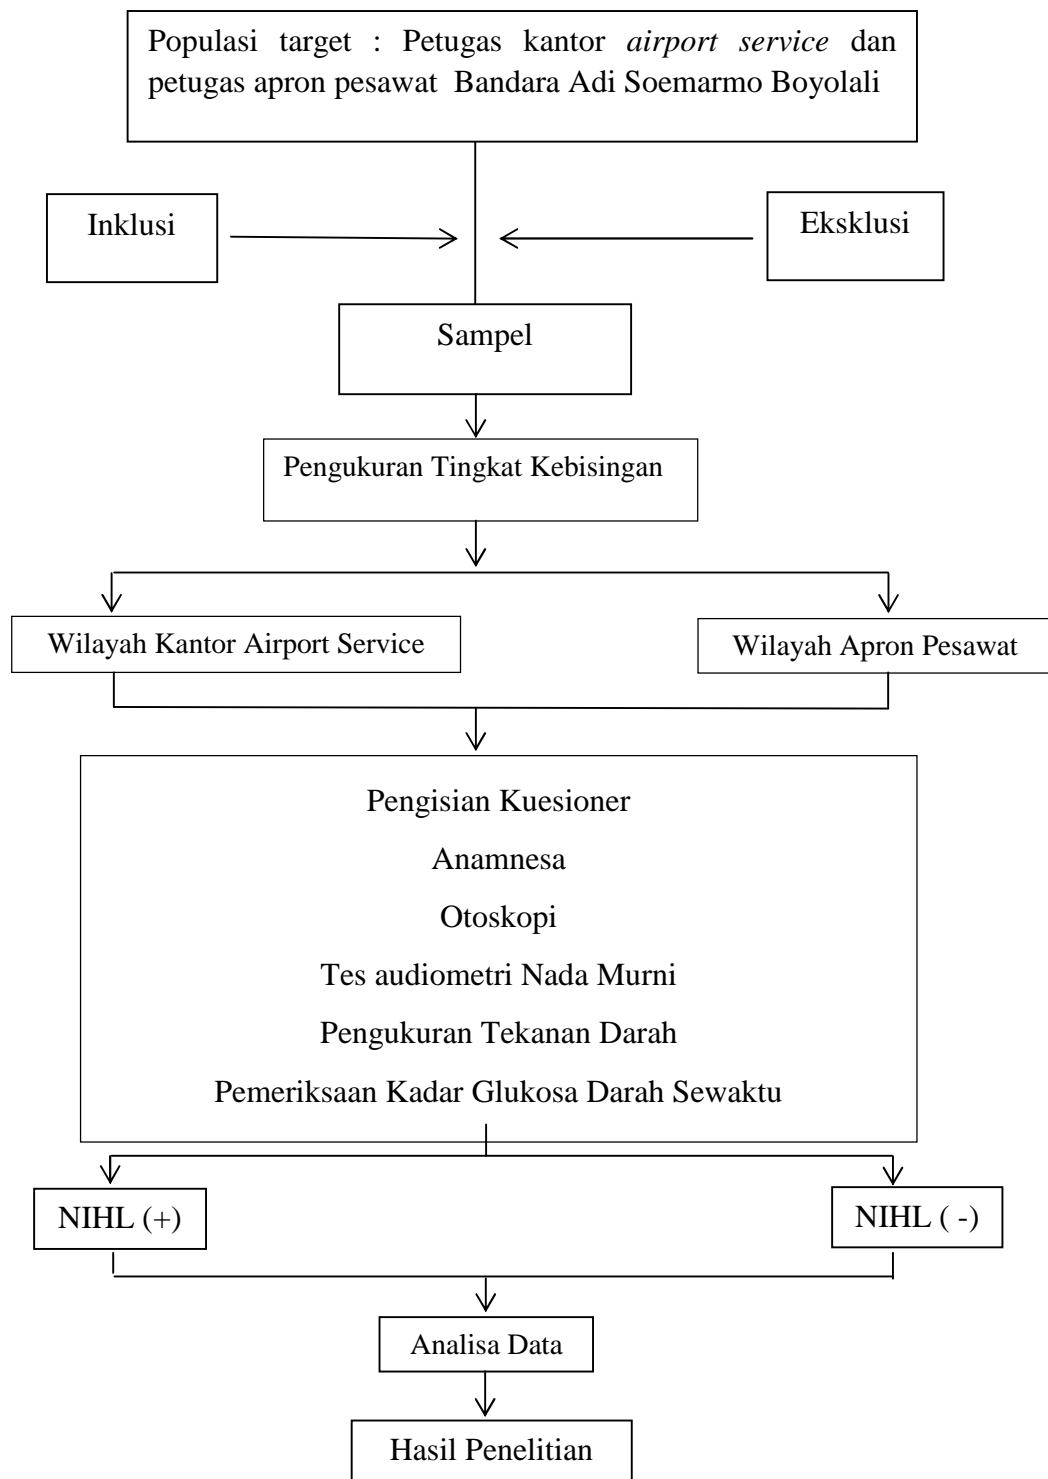 Populasi target : Petugas kantor airport service dan
petugas apron pesawat Bandara Adi Soemarmo Boyolali
Inklusi
Eksklusi
Sampel
Pengukuran Tingkat Kebisingan
Wilayah Kantor Airport Service
Wilayah Apron Pesawat
Pengisian Kuesioner
Anamnesa
Otoskopi
Tes audiometri Nada Murni
Pengukuran Tekanan Darah
Pemeriksaan Kadar Glukosa Darah Sewaktu
NIHL (+)
NIHL ( -)
Analisa Data
Hasil Penelitian